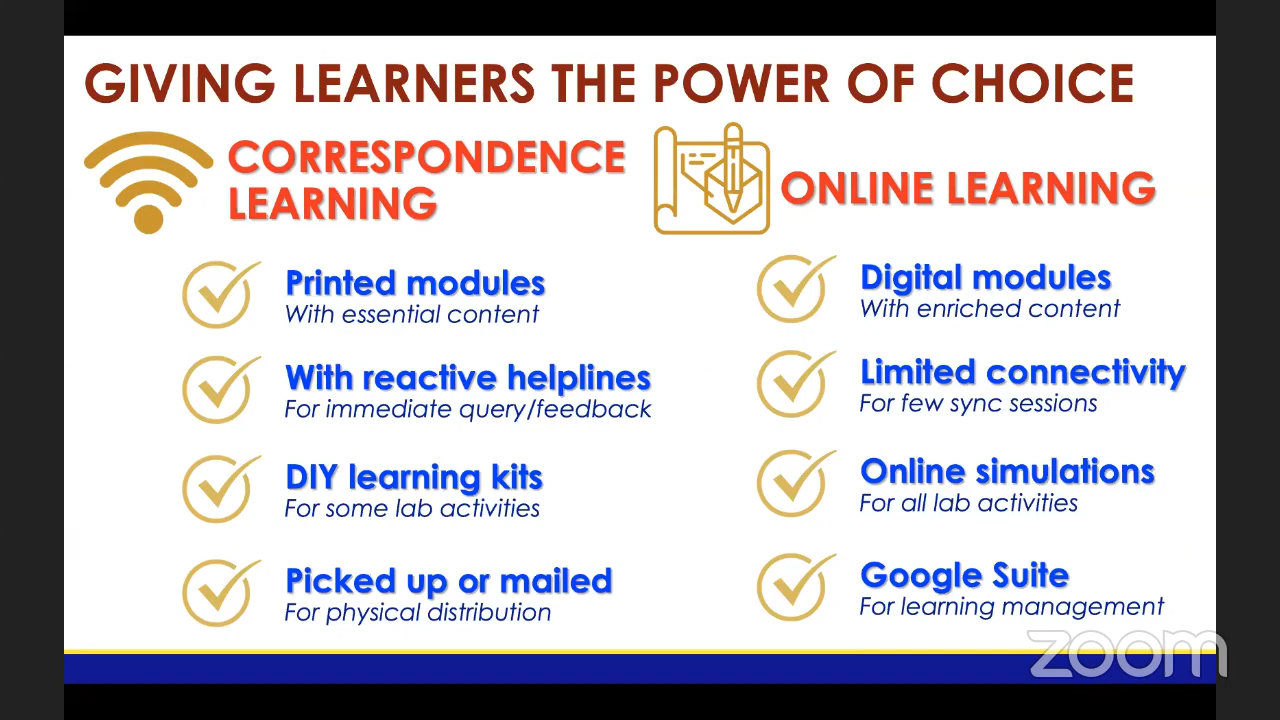 GIVING LEARNERS THE POWER OF CHOICE
CORRESPONDENCE
LEARNING
Printed modules
With essential content
With reactive helplines
For immediate query/feedback
DIY learning kits
For some lab activities
Picked up or mailed
For physical distribution
ONLINE LEARNING
Digital modules
With enriched content
Limited connectivity
For few sync sessions
Online simulations
For all lab activities
Google Suite
For learning management
zoom